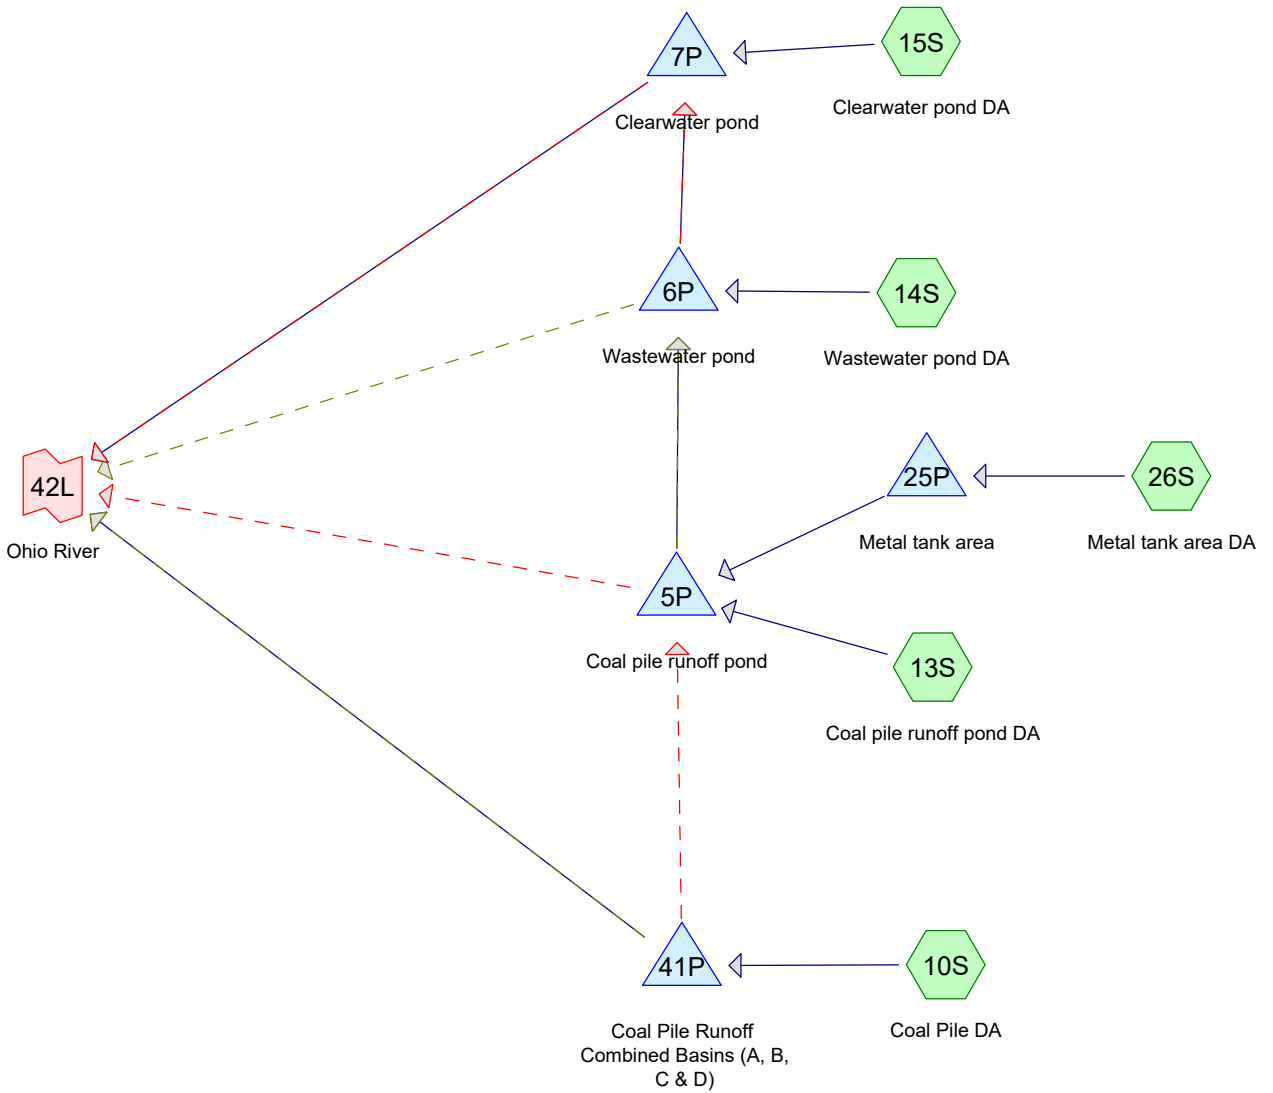 7P
Clearwater pond
15S
Clearwater pond DA
6P
Wastewater pond
14S
Wastewater pond DA
42L
Ohio River
25P
Metal tank area
26S
Metal tank area DA
5P
Coal pile runoff pond
13S
Coal pile runoff pond DA
41P
Coal Pile Runoff
Combined Basins (A, B,
C & D)
10S
Coal Pile DA